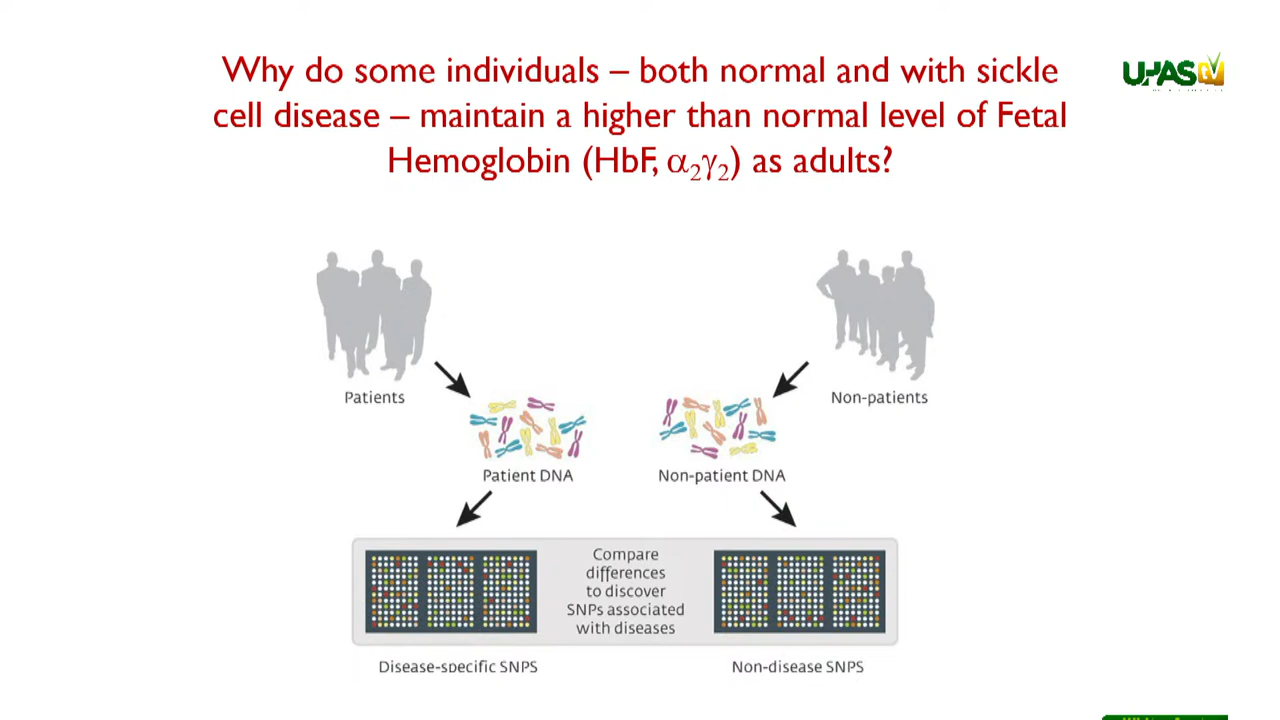 Why do some individuals – both normal and with sickle
cell disease – maintain a higher than normal level of Fetal
Hemoglobin (HbF, α₂γ₂) as adults?
UHAS
Patients
Non-patients
Patient DNA
Non-patient DNA
Compare
differences
to discover
SNPs associated
with diseases
Disease-specific SNPS
Non-disease SNPS